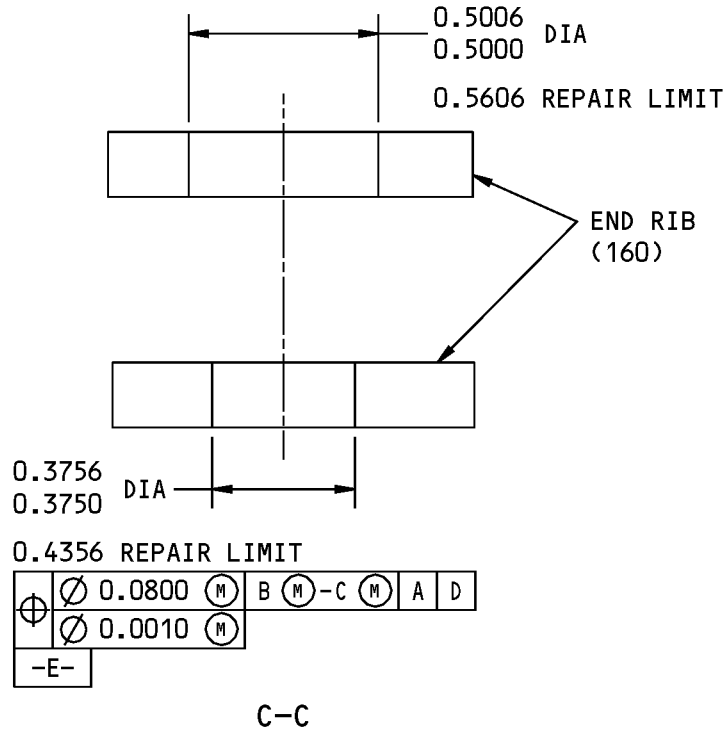 0.5006
0.5000 DIA
0.5606 REPAIR LIMIT
END RIB
(160)
0.3756
0.3750 DIA
0.4356 REPAIR LIMIT
⌖ ⌀ 0.0800 Ⓜ B Ⓜ-C Ⓜ A D
⌀ 0.0010 Ⓜ
-E-
C-C